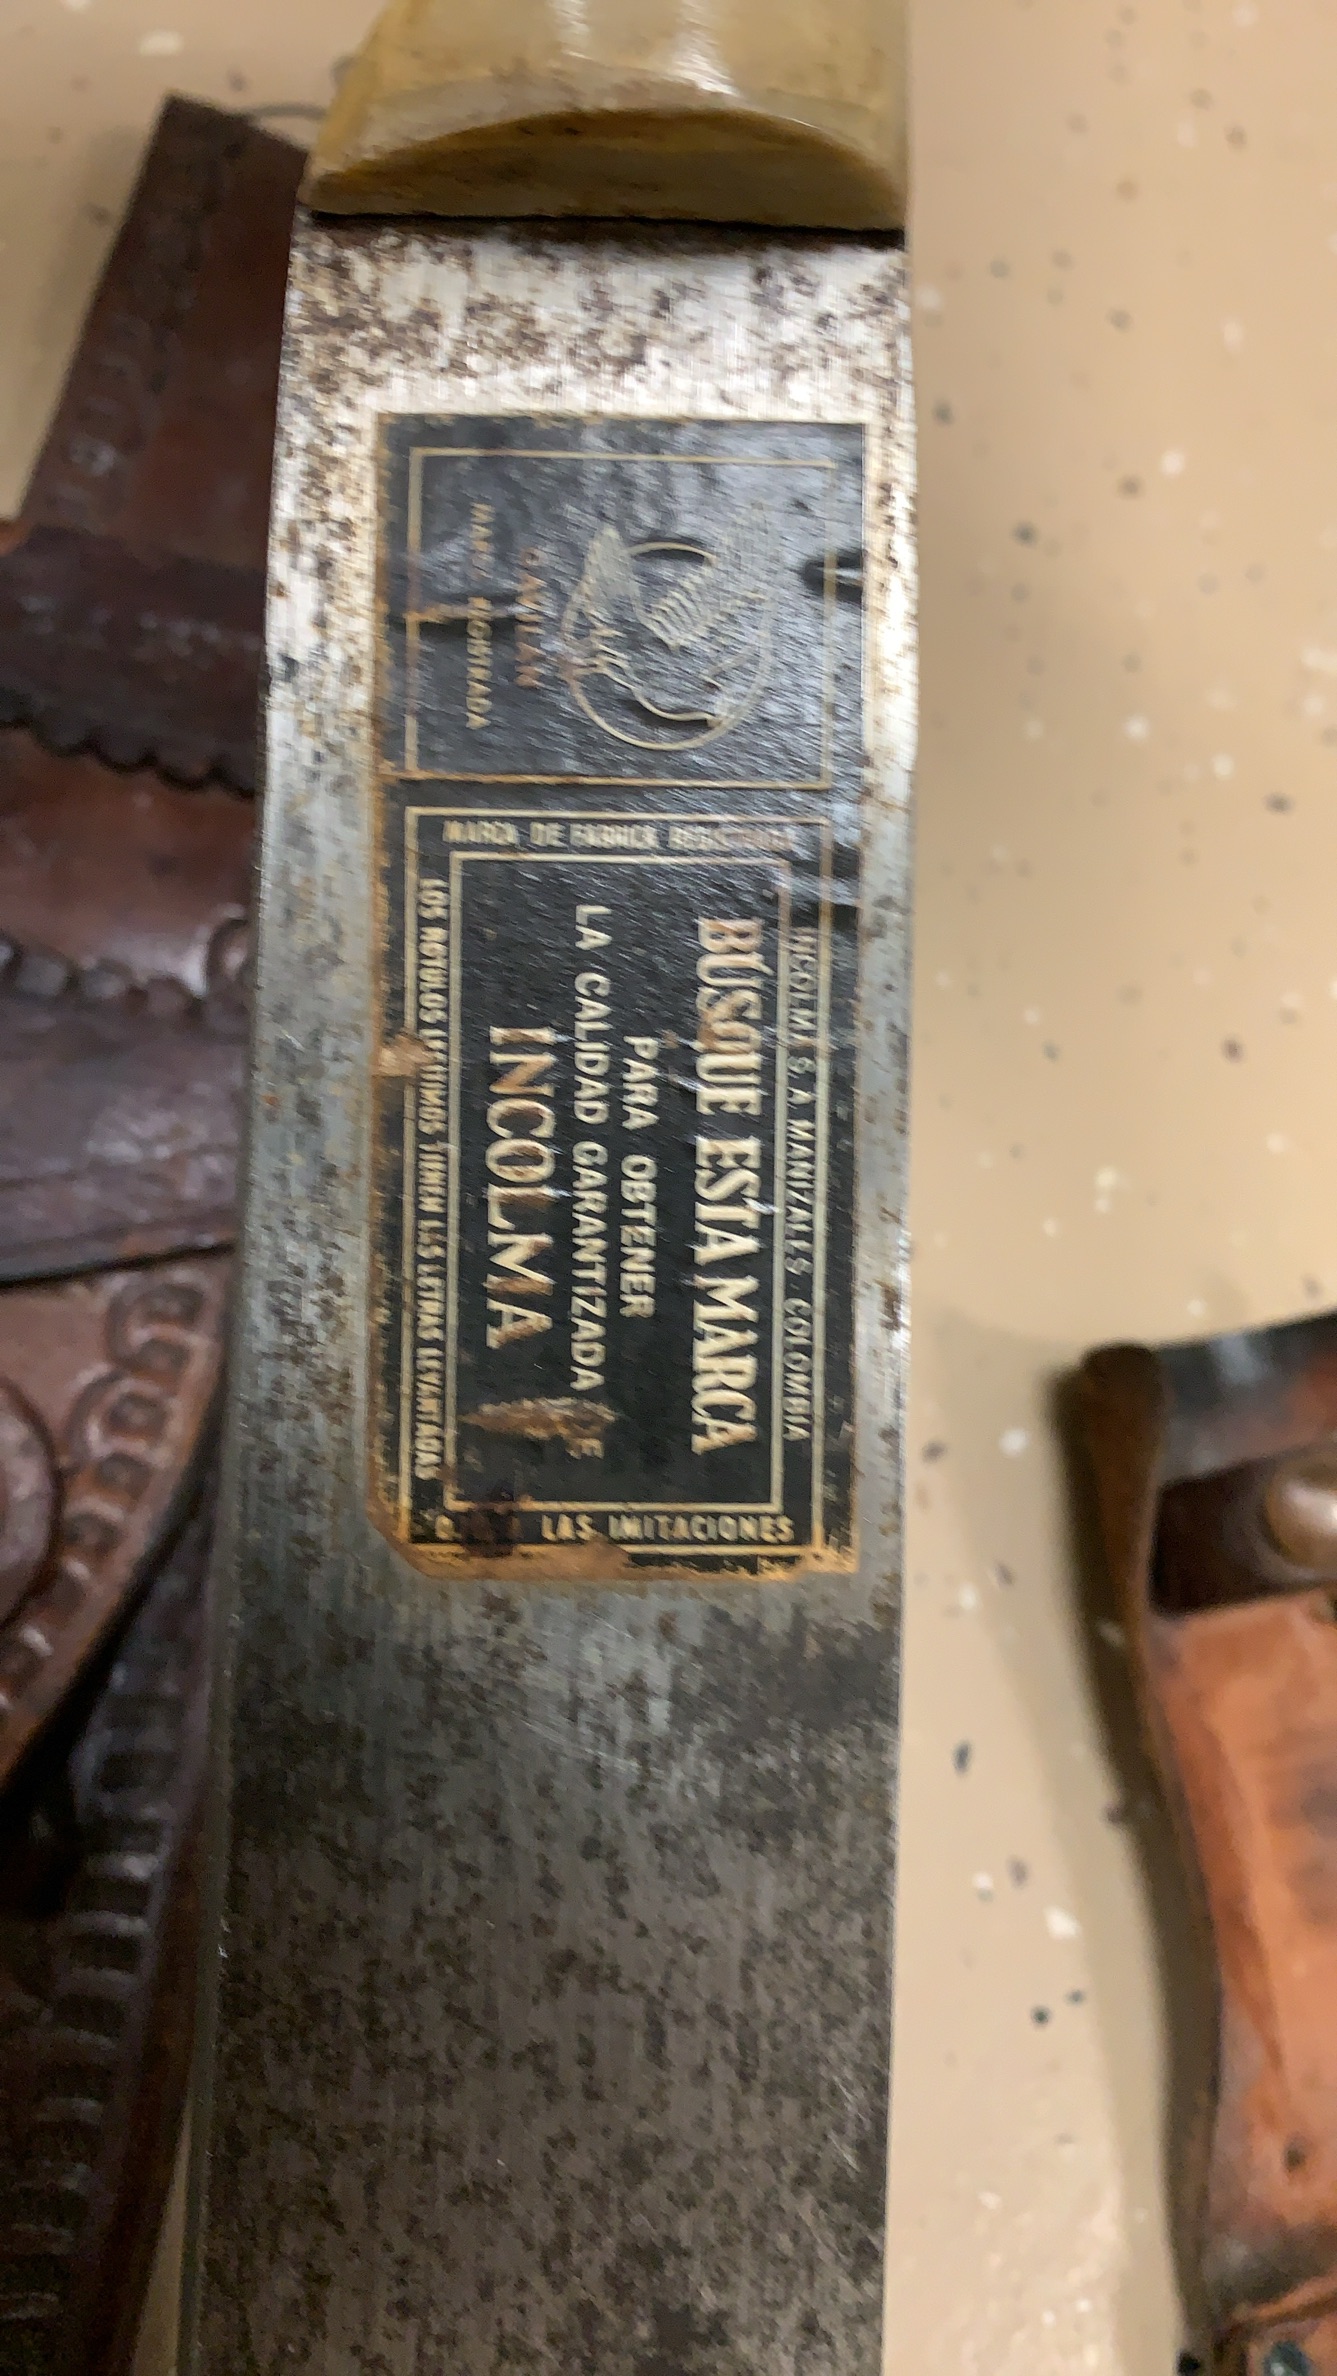 GAVILAN
MARCA REGISTRADA
MARCA DE FABRICA REGISTRADA
INCOLMA S.A. MANIZALES, COLOMBIA
BÚSQUE ESTA MARCA
PARA OBTENER
LA CALIDAD GARANTIZADA
INCOLMA
LOS ROTULOS LEGITIMOS TIENEN LAS LETRAS LEVANTADAS
LAS IMITACIONES